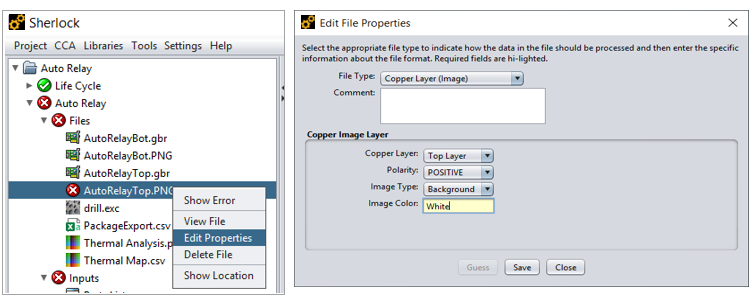 Sherlock
Project CCA Libraries Tools Settings Help
Auto Relay
Life Cycle
Auto Relay
Files
AutoRelayBot.gbr
AutoRelayBot.PNG
AutoRelayTop.gbr
AutoRelayTop.PNG
drill.exc
PackageExport.csv
Thermal Analysis.p
Thermal Map.csv
Inputs
Show Error
View File
Edit Properties
Delete File
Show Location
Edit File Properties
Select the appropriate file type to indicate how the data in the file should be processed and then enter the specific
information about the file format. Required fields are hi-lighted.
File Type: Copper Layer (Image)
Comment:
Copper Image Layer
Copper Layer: Top Layer
Polarity: POSITIVE
Image Type: Background
Image Color: White
Guess Save Close